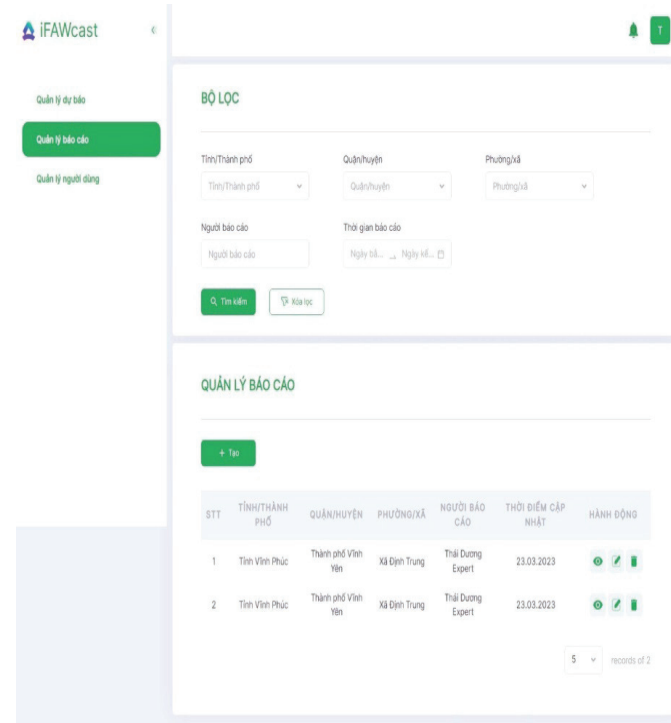 iFAWcast
T
Quản lý dự báo
Quản lý báo cáo
Quản lý người dùng
BỘ LỌC
Tỉnh/Thành phố Quận/huyện Phường/xã
Tỉnh/Thành phố Quận/huyện Phường/xã
Người báo cáo Thời gian báo cáo
Người báo cáo Ngày bắ... → Ngày kế...
Tìm kiếm Xóa lọc
QUẢN LÝ BÁO CÁO
+ Tạo
STT TỈNH/THÀNH PHỐ QUẬN/HUYỆN PHƯỜNG/XÃ NGƯỜI BÁO CÁO THỜI ĐIỂM CẬP NHẬT HÀNH ĐỘNG
1 Tỉnh Vĩnh Phúc Thành phố Vĩnh Yên Xã Định Trung Thái Dương Expert 23.03.2023
2 Tỉnh Vĩnh Phúc Thành phố Vĩnh Yên Xã Định Trung Thái Dương Expert 23.03.2023
5 records of 2